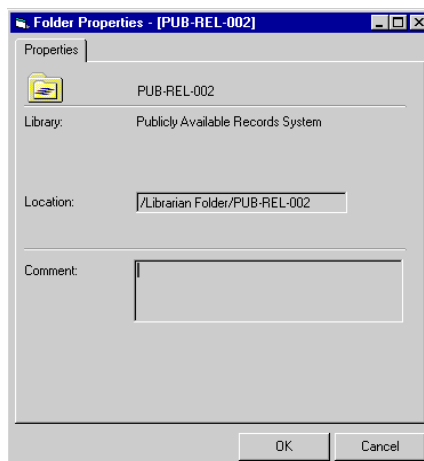 Folder Properties - [PUB-REL-002]
Properties
PUB-REL-002
Library: Publicly Available Records System
Location: /Librarian Folder/PUB-REL-002
Comment:
OK Cancel